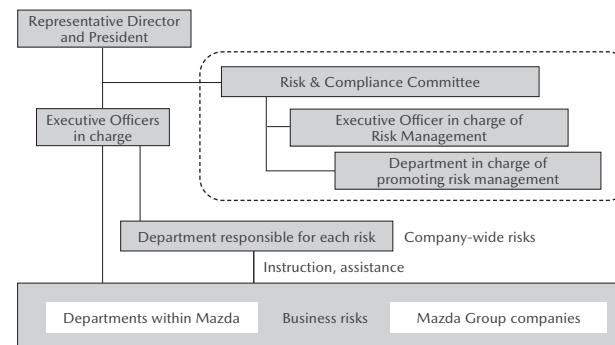 Representative Director
and President
Risk & Compliance Committee
Executive Officers
in charge
Executive Officer in charge of
Risk Management
Department in charge of
promoting risk management
Department responsible for each risk
Company-wide risks
Instruction, assistance
Departments within Mazda
Business risks
Mazda Group companies